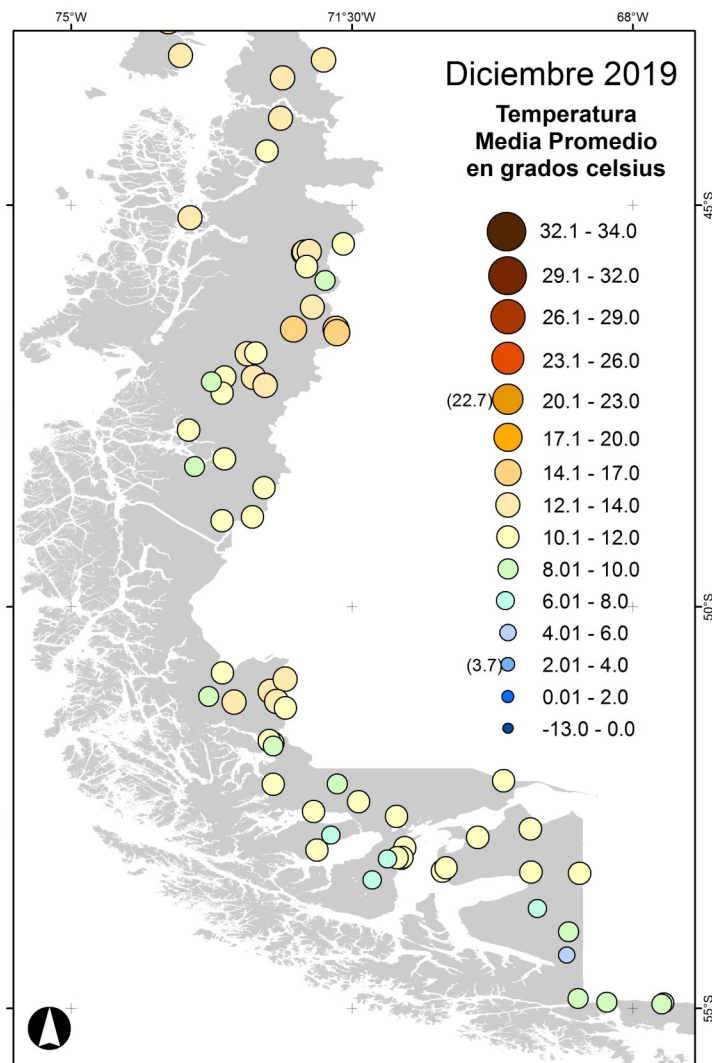 75°W
71°30'W
68°W
Diciembre 2019
Temperatura
Media Promedio
en grados celsius
45°S
32.1 - 34.0
29.1 - 32.0
26.1 - 29.0
23.1 - 26.0
(22.7) 20.1 - 23.0
17.1 - 20.0
14.1 - 17.0
12.1 - 14.0
10.1 - 12.0
8.01 - 10.0
6.01 - 8.0
50°S
4.01 - 6.0
(3.7) 2.01 - 4.0
0.01 - 2.0
-13.0 - 0.0
55°S